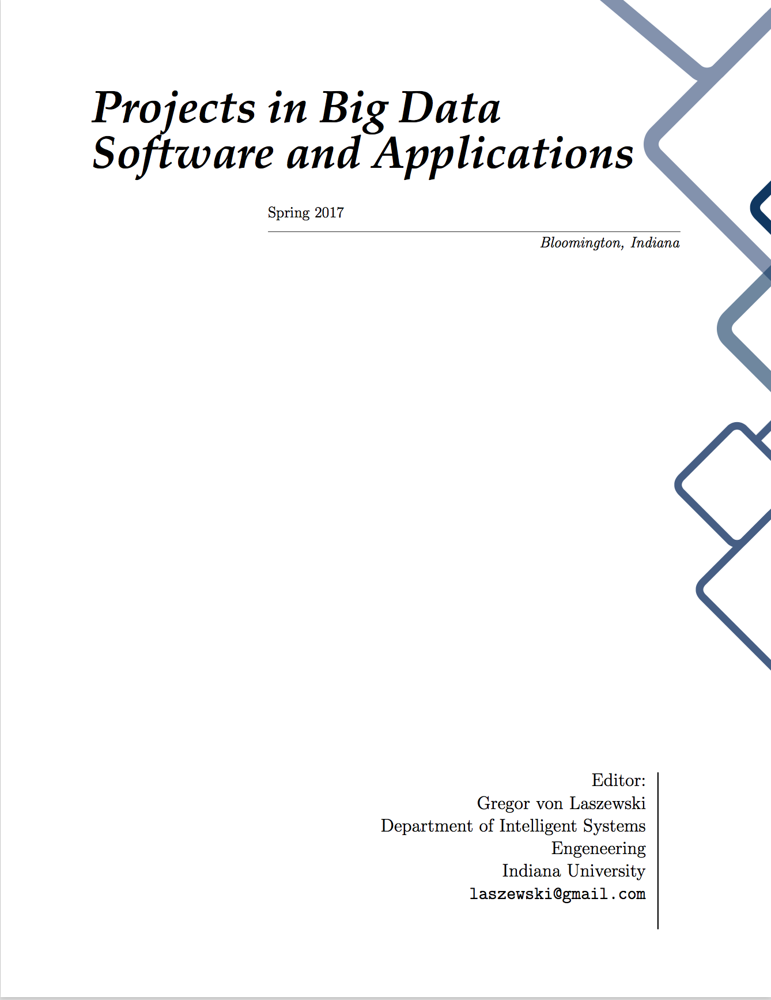 Projects in Big Data
Software and Applications
Spring 2017
Bloomington, Indiana
Editor:
Gregor von Laszewski
Department of Intelligent Systems
Engeneering
Indiana University
laszewski@gmail.com